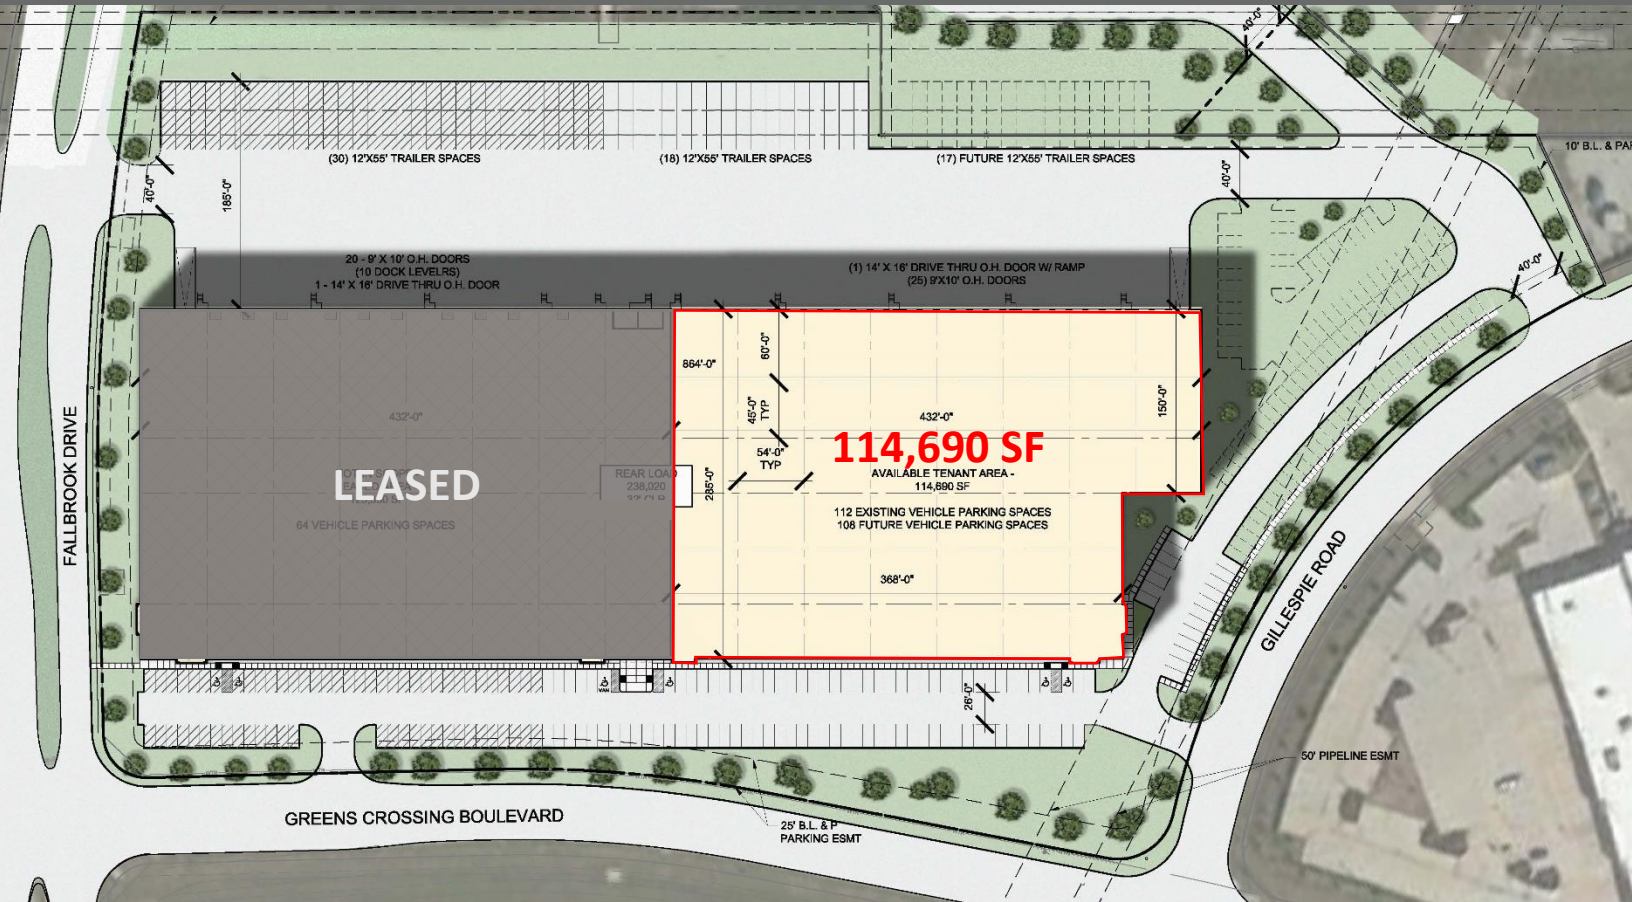 40'-0"
10' B.L. & PAR
(30) 12'X55' TRAILER SPACES
(18) 12'X55' TRAILER SPACES
(17) FUTURE 12'X55' TRAILER SPACES
40'-0"
185'-0"
40'-0"
40'-0"
20 - 9' X 10' O.H. DOORS
(10 DOCK LEVELRS)
1 - 14' X 16' DRIVE THRU O.H. DOOR
(1) 14' X 16' DRIVE THRU O.H. DOOR W/ RAMP
(25) 9'X10' O.H. DOORS
864'-0"
60'-0"
45'-0"
TYP
54'-0"
TYP
285'-0"
150'-0"
432'-0"
432'-0"
114,690 SF
AVAILABLE TENANT AREA -
114,690 SF
112 EXISTING VEHICLE PARKING SPACES
108 FUTURE VEHICLE PARKING SPACES
368'-0"
LEASED
64 VEHICLE PARKING SPACES
REAR LOAD
238,020
FALLBROOK DRIVE
GILLESPIE ROAD
VAN
26'-0"
50' PIPELINE ESMT
GREENS CROSSING BOULEVARD
25' B.L. & P
PARKING ESMT